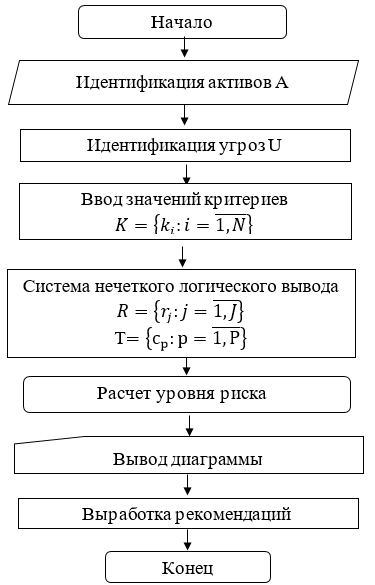 Начало
Идентификация активов А
Идентификация угроз U
Ввод значений критериев
K = {kᵢ: i = 1, N̅}
Система нечеткого логического вывода
R = {rⱼ: j = 1, J̅}
T= {cₚ: p = 1, P̅}
Расчет уровня риска
Вывод диаграммы
Выработка рекомендаций
Конец